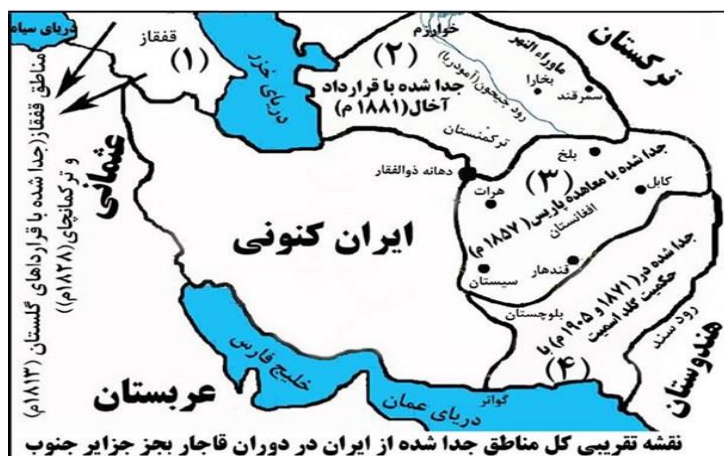 دریای سیاه
قفقاز
(۱)
مناطق قفقاز(جدا شده با قراردادهای گلستان (۱۸۱۳م)
و ترکمانچای(۱۸۲۸م))
عثمانی
دریای خزر
خوارزم
(۲)
جدا شده با قرارداد
آخال(۱۸۸۱ م)
ماوراء النهر
بخارا
سمرقند
رود جیحون(آمودریا)
ترکمنستان
ترکستان
دهانه ذوالفقار
بلخ
(۳)
هرات
کابل
جدا شده با معاهده پاریس( ۱۸۵۷ م)
افغانستان
سیستان
قندهار
ایران کنونی
جدا شده در( ۱۸۷۱ و ۱۹۰۵ م) با
حکمیت گلد اسمیت
بلوچستان
(۴)
رود سند
هندوستان
خلیج فارس
عربستان
دریای عمان
گواتر
نقشه تقریبی کل مناطق جدا شده از ایران در دوران قاجار بجز جزایر جنوب